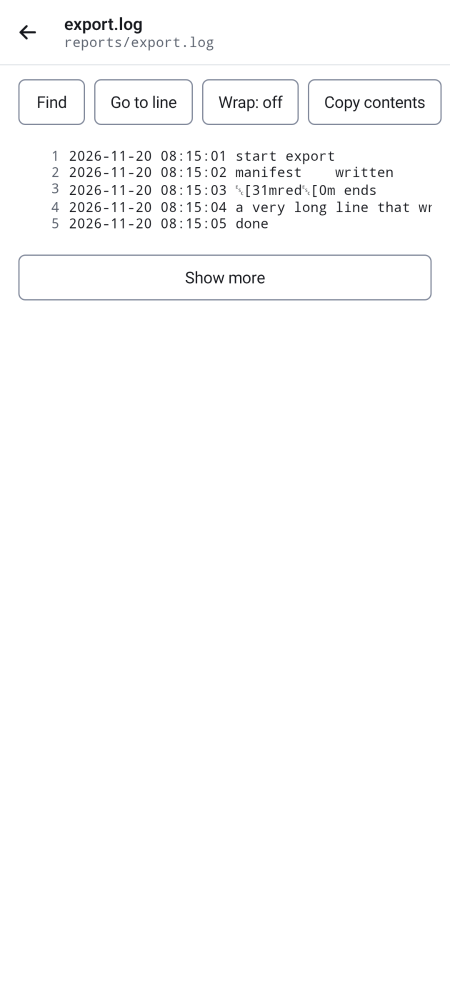 export.log
reports/export.log
Find
Go to line
Wrap: off
Copy contents
1 2026-11-20 08:15:01 start export
2 2026-11-20 08:15:02 manifest    written
3 2026-11-20 08:15:03 ␛[31mred␛[0m ends
4 2026-11-20 08:15:04 a very long line that wr
5 2026-11-20 08:15:05 done
Show more